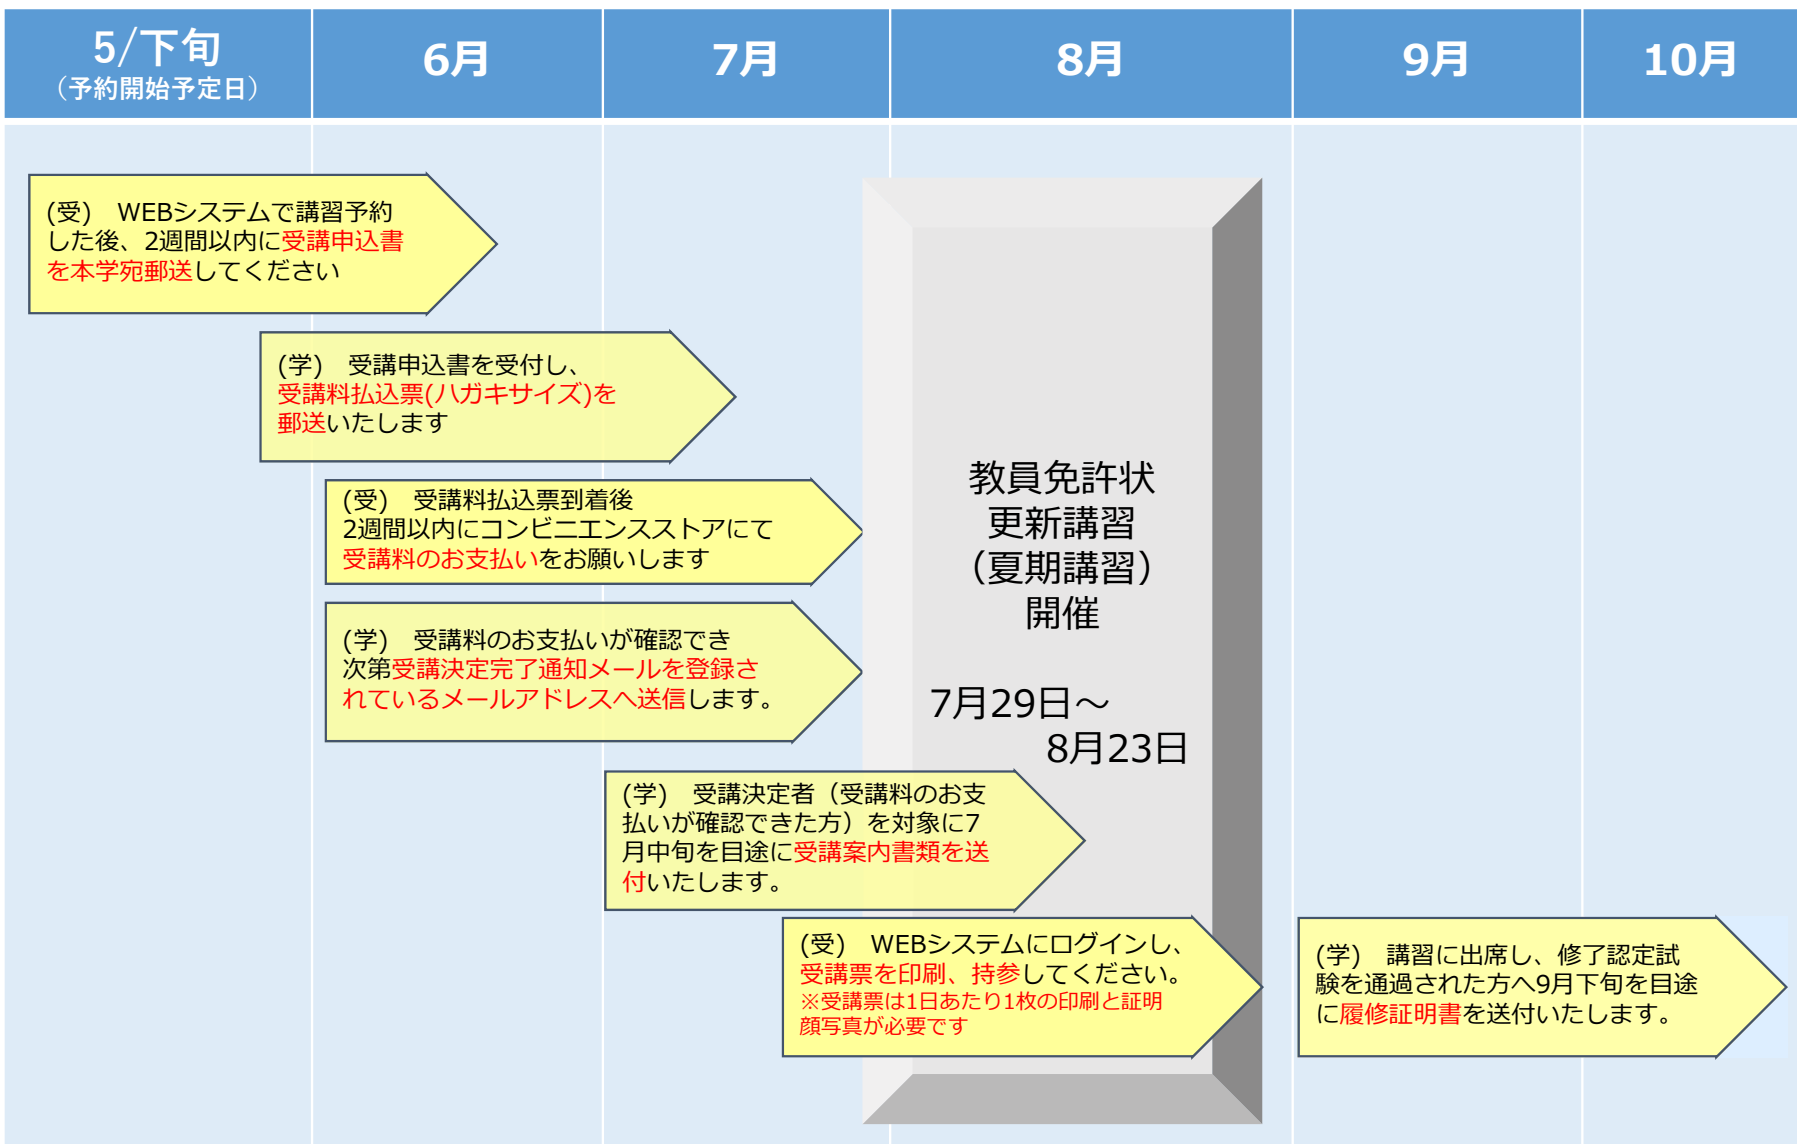 5/下旬
（予約開始予定日）
6月
7月
8月
9月
10月
(受)　WEBシステムで講習予約
した後、2週間以内に受講申込書
を本学宛郵送してください
(学)　受講申込書を受付し、
受講料払込票(ハガキサイズ)を
郵送いたします
(受)　受講料払込票到着後
2週間以内にコンビニエンスストアにて
受講料のお支払いをお願いします
(学)　受講料のお支払いが確認でき
次第受講決定完了通知メールを登録さ
れているメールアドレスへ送信します。
教員免許状
更新講習
（夏期講習）
開催
7月29日～
8月23日
(学)　受講決定者（受講料のお支
払いが確認できた方）を対象に7
月中旬を目途に受講案内書類を送
付いたします。
(受)　WEBシステムにログインし、
受講票を印刷、持参してください。
※受講票は1日あたり1枚の印刷と証明
顔写真が必要です
(学)　講習に出席し、修了認定試
験を通過された方へ9月下旬を目途
に履修証明書を送付いたします。